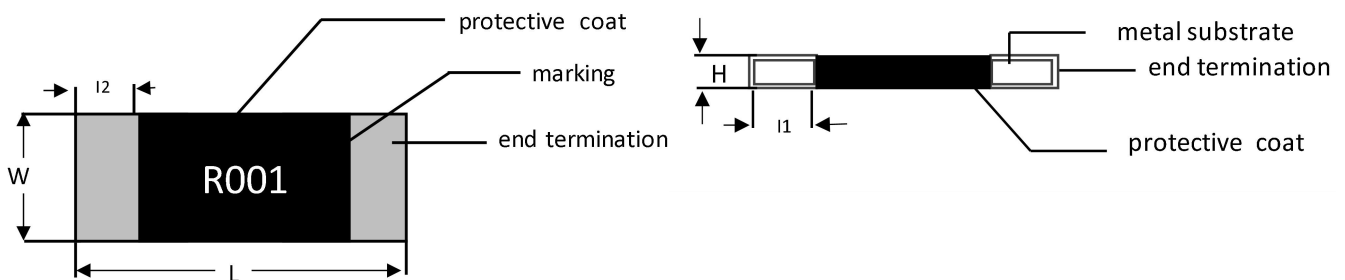 protective coat
marking
end termination
l2
W
R001
L
metal substrate
end termination
protective coat
H
l1